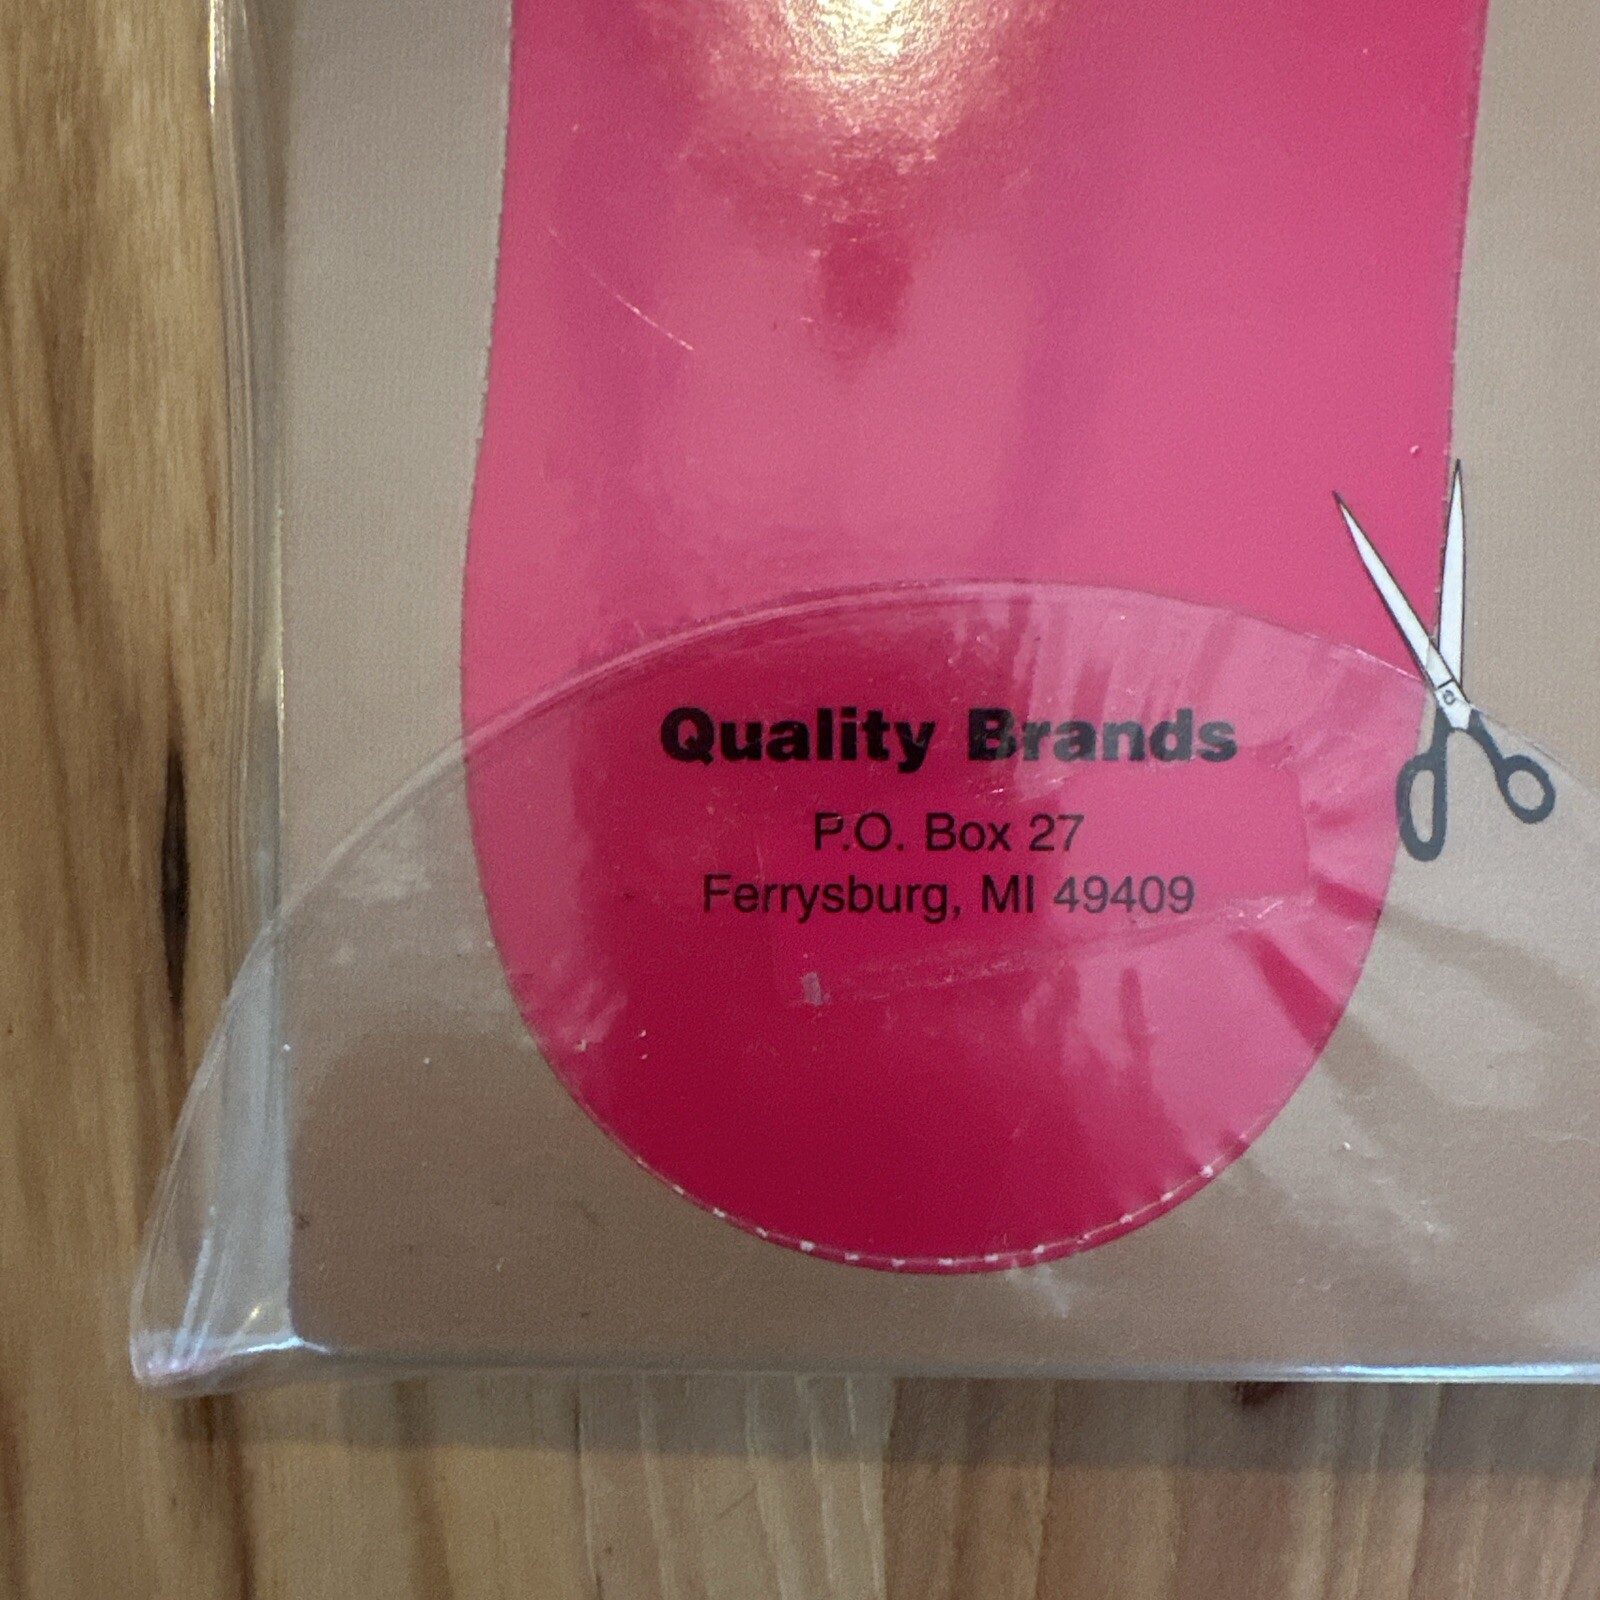 Quality Brands
P.O. Box 27
Ferrysburg, MI 49409